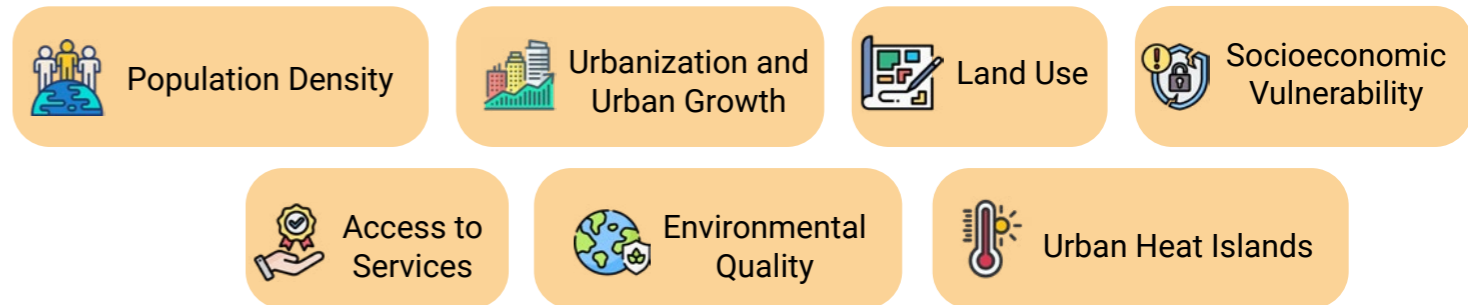 Population Density
Urbanization and
Urban Growth
Land Use
Socioeconomic
Vulnerability
Access to
Services
Environmental
Quality
Urban Heat Islands